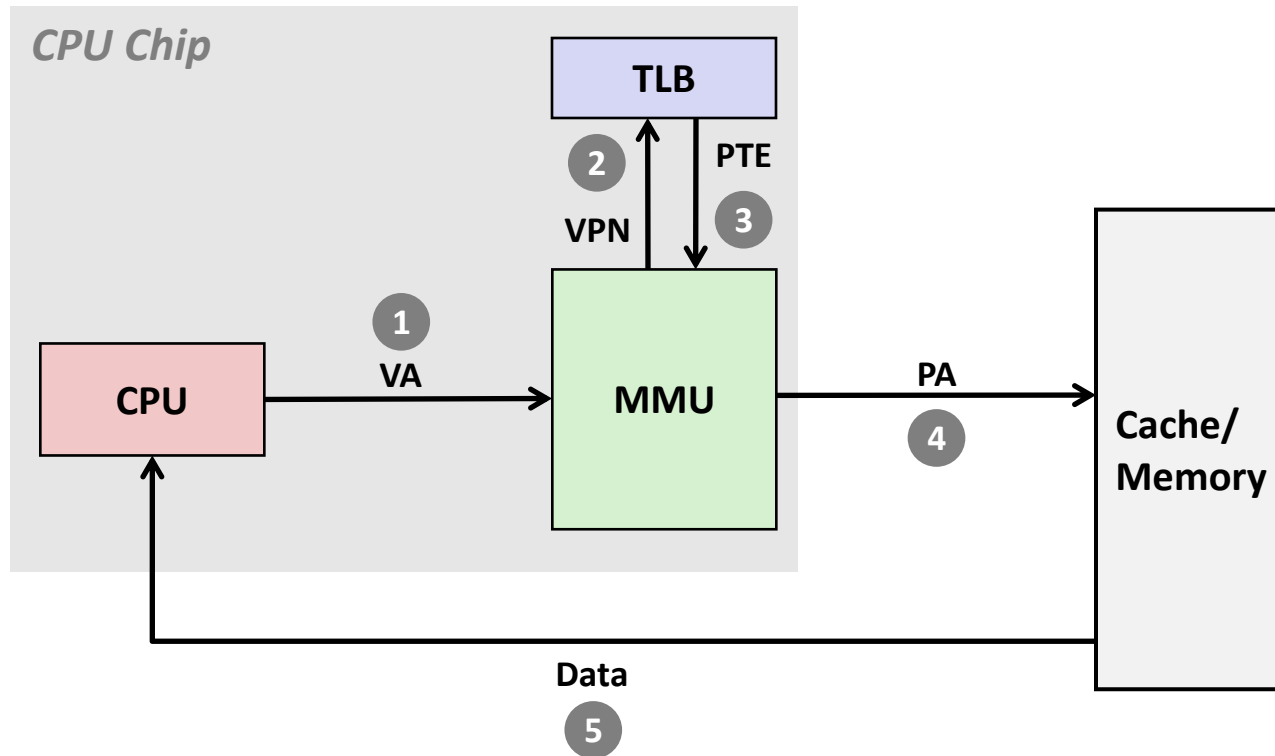 CPU Chip
TLB
2
PTE
3
VPN
1
VA
CPU
MMU
PA
4
Cache/
Memory
Data
5